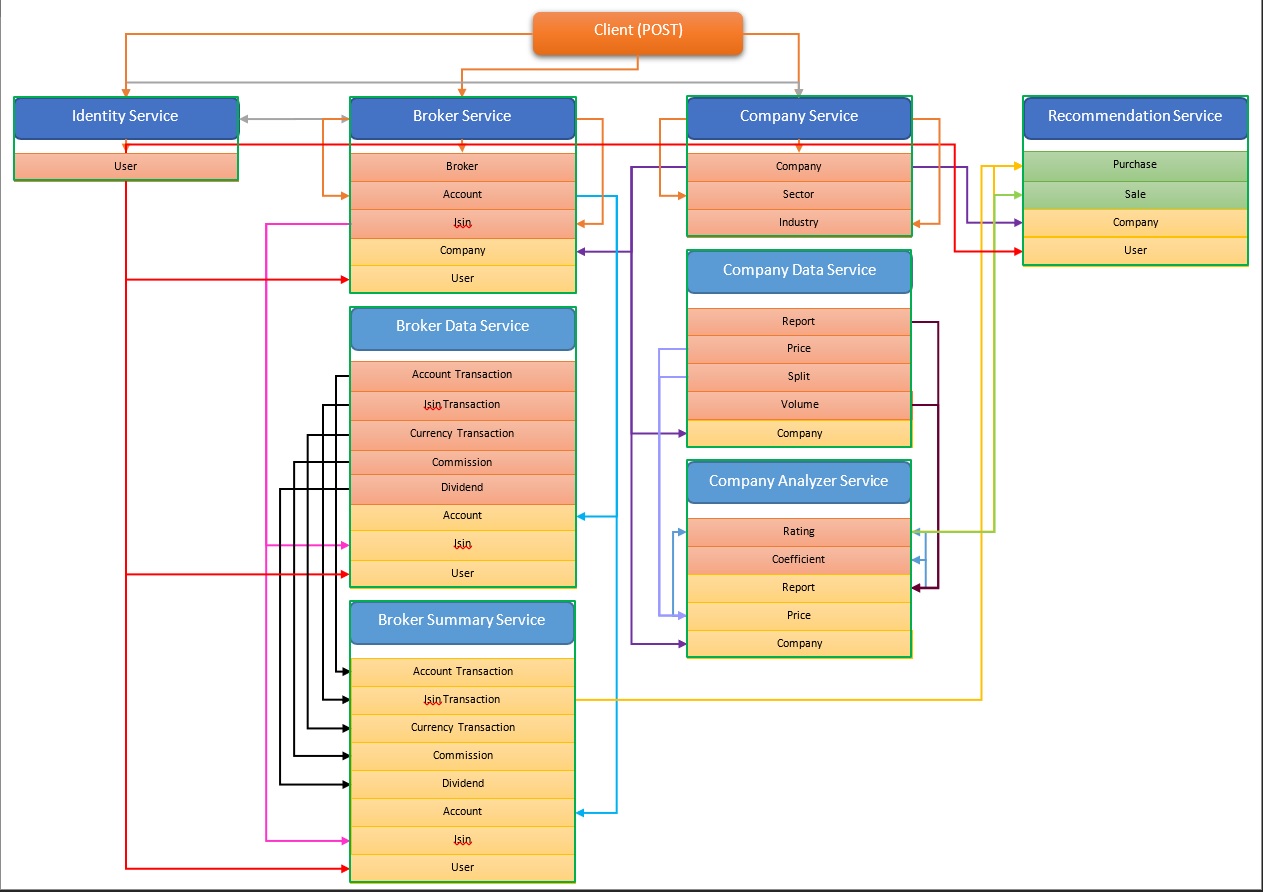 Client (POST)
Identity Service
User
Broker Service
Broker
Account
Isin
Company
User
Broker Data Service
Account Transaction
Isin Transaction
Currency Transaction
Commission
Dividend
Account
Isin
User
Broker Summary Service
Account Transaction
Isin Transaction
Currency Transaction
Commission
Dividend
Account
Isin
User
Company Service
Company
Sector
Industry
Company Data Service
Report
Price
Split
Volume
Company
Company Analyzer Service
Rating
Coefficient
Report
Price
Company
Recommendation Service
Purchase
Sale
Company
User